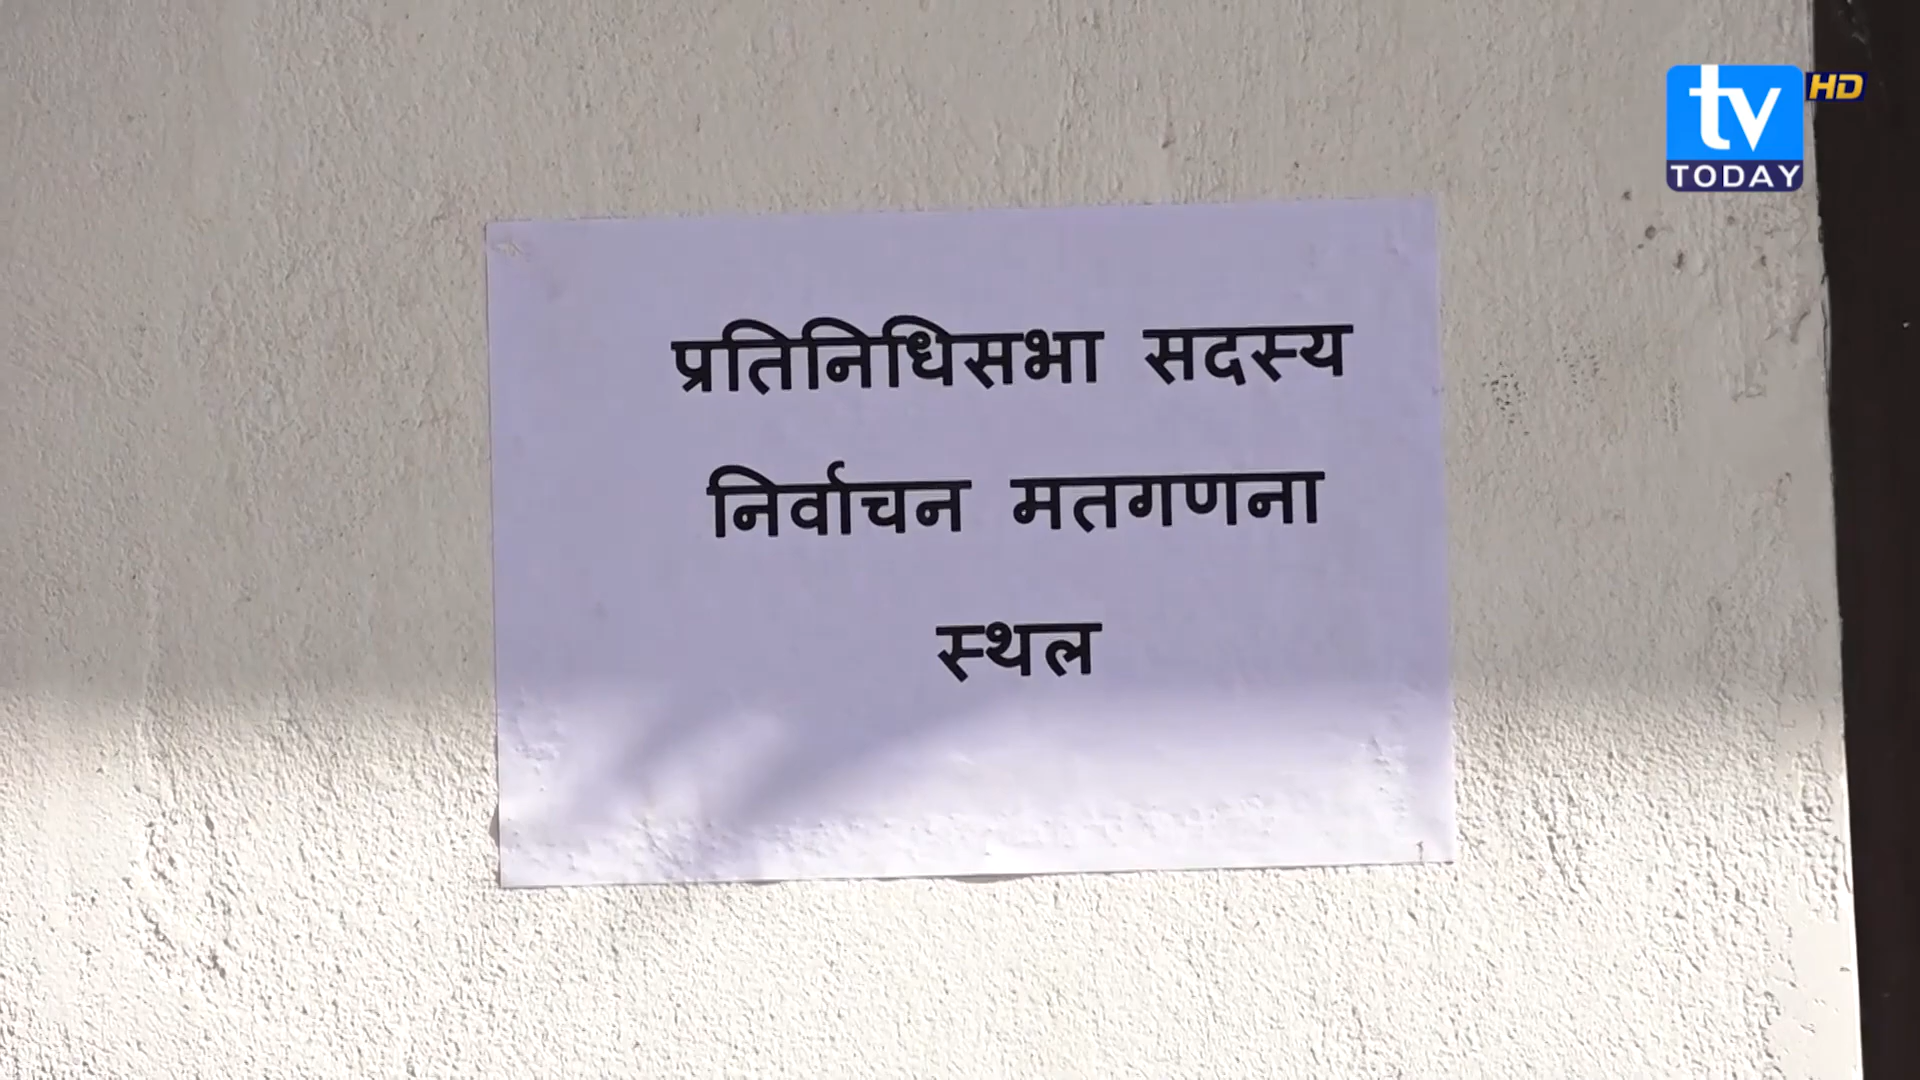 tv HD
TODAY
प्रतिनिधिसभा सदस्य
निर्वाचन मतगणना
स्थल